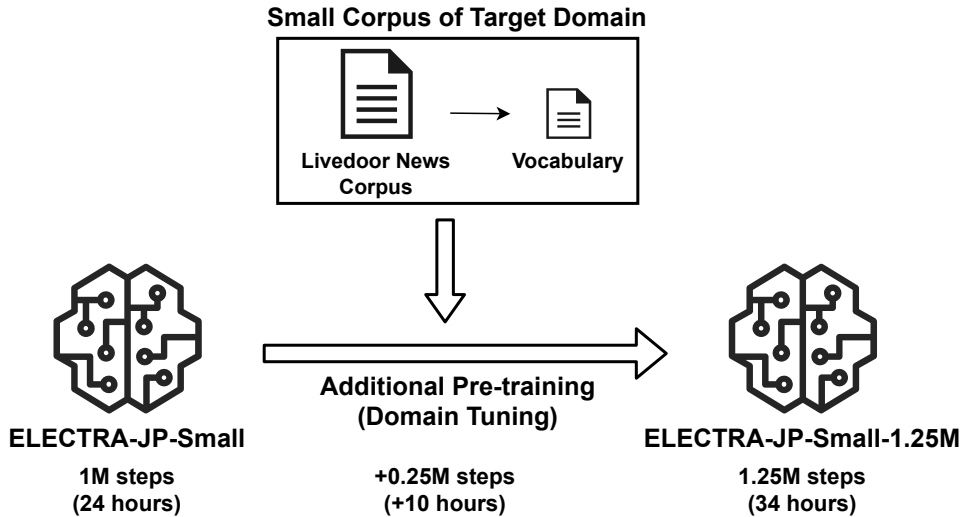 Small Corpus of Target Domain
Livedoor News
Corpus
Vocabulary
Additional Pre-training
(Domain Tuning)
ELECTRA-JP-Small
ELECTRA-JP-Small-1.25M
1M steps
(24 hours)
+0.25M steps
(+10 hours)
1.25M steps
(34 hours)